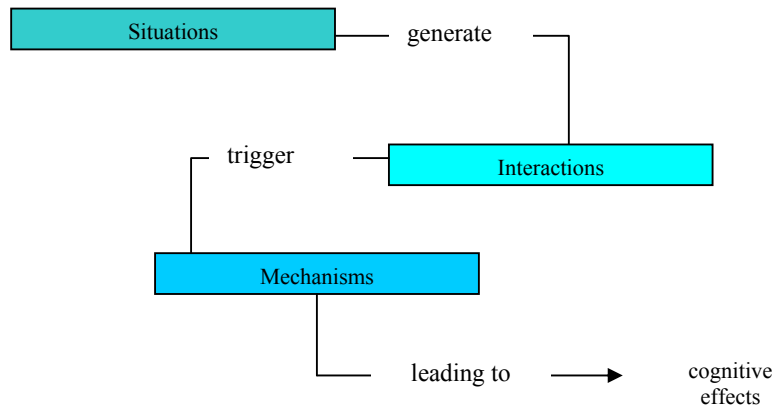 Situations
generate
trigger
Interactions
Mechanisms
leading to
cognitive
effects